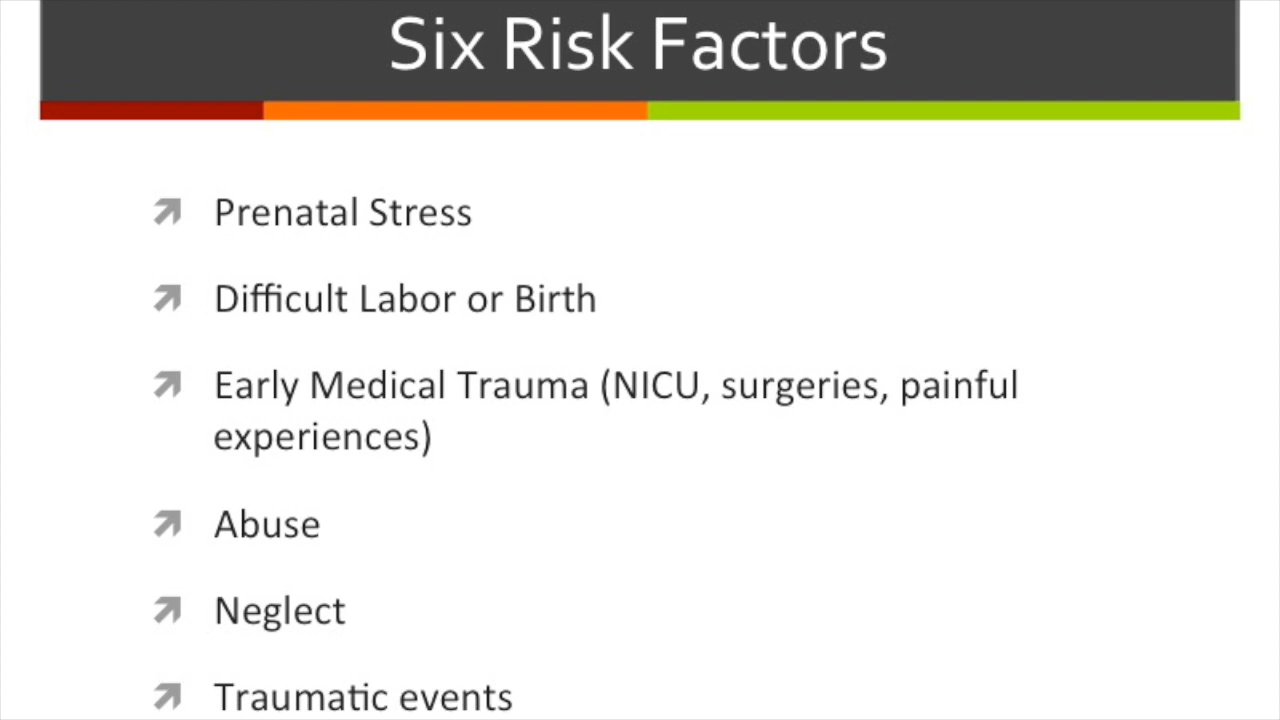 Six Risk Factors
Prenatal Stress
Difficult Labor or Birth
Early Medical Trauma (NICU, surgeries, painful
experiences)
Abuse
Neglect
Traumatic events